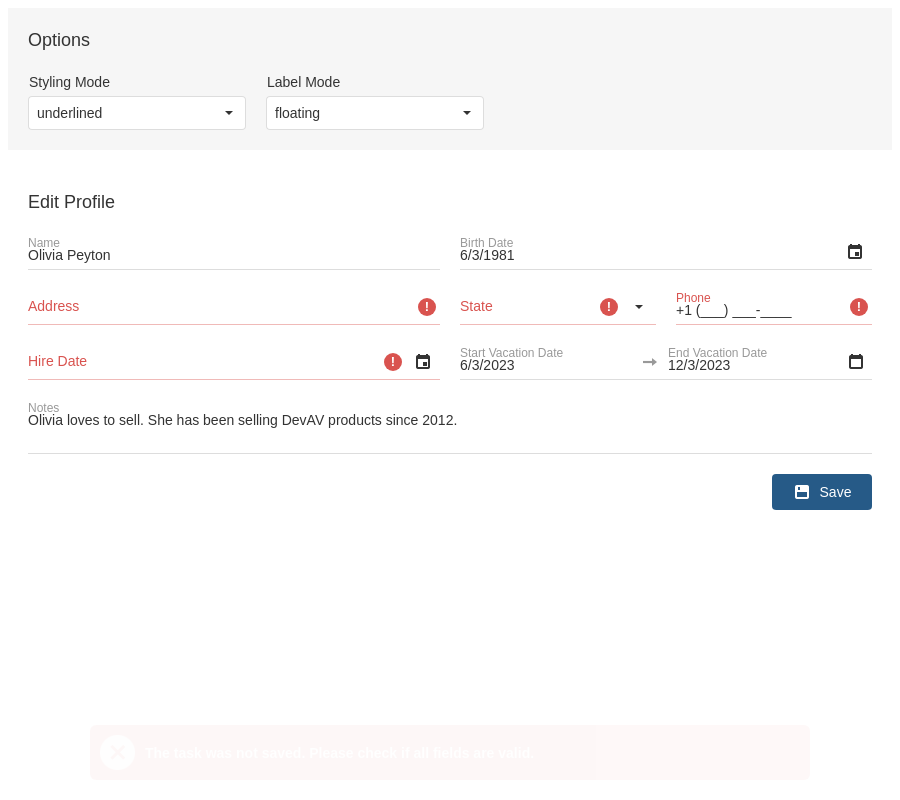 Options
Styling Mode Label Mode
underlined floating
Edit Profile
Name Birth Date
Olivia Peyton 6/3/1981
Address State Phone
+1 (___) ___-____
Hire Date Start Vacation Date End Vacation Date
6/3/2023 12/3/2023
Notes
Olivia loves to sell. She has been selling DevAV products since 2012.
Save
The task was not saved. Please check if all fields are valid.